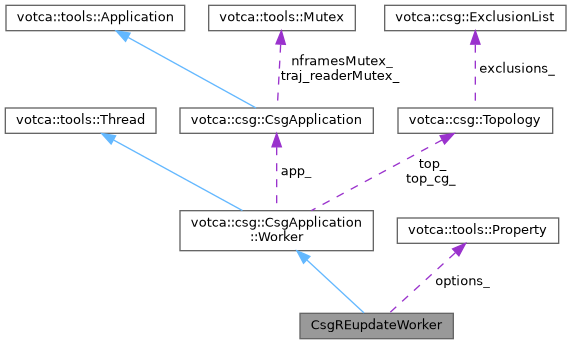 votca::tools::Application
votca::tools::Mutex
votca::csg::ExclusionList
nframesMutex_
traj_readerMutex_
exclusions_
votca::tools::Thread
votca::csg::CsgApplication
votca::csg::Topology
app_
top_
top_cg_
votca::csg::CsgApplication
::Worker
votca::tools::Property
options_
CsgREupdateWorker